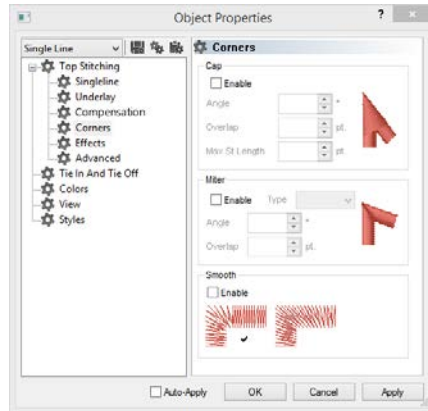 Object Properties ?
Single Line
Corners
Top Stitching
Singleline
Underlay
Compensation
Corners
Effects
Advanced
Tie In And Tie Off
Colors
View
Styles
Cap
Enable
Angle °
Overlap pt.
Max St Length pt.
Miter
Enable Type
Angle °
Overlap pt.
Smooth
Enable
Auto-Apply OK Cancel Apply